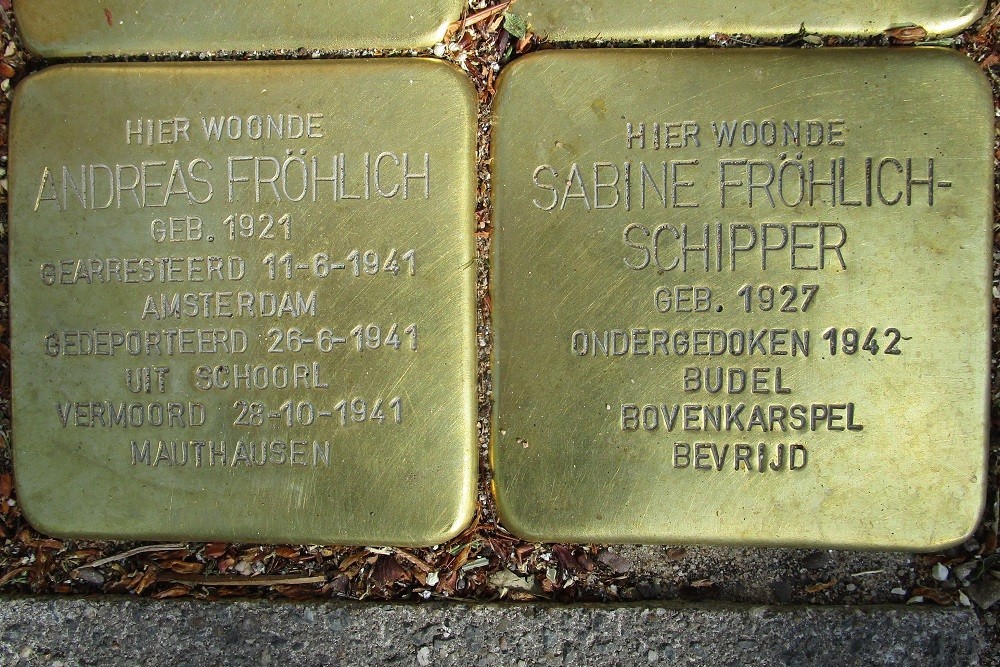 HIER WOONDE
ANDREAS FRÖHLICH
GEB. 1921
GEARRESTEERD 11-6-1941
AMSTERDAM
GEDEPORTEERD 26-6-1941
UIT SCHOORL
VERMOORD 28-10-1941
MAUTHAUSEN
HIER WOONDE
SABINE FRÖHLICH-
SCHIPPER
GEB. 1927
ONDERGEDOKEN 1942
BUDEL
BOVENKARSPEL
BEVRIJD